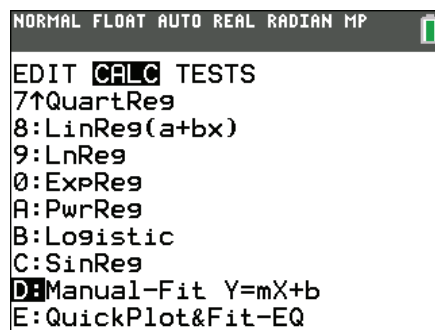 NORMAL FLOAT AUTO REAL RADIAN MP
EDIT CALC TESTS
7↑QuartReg
8:LinReg(a+bx)
9:LnReg
0:ExpReg
A:PwrReg
B:Logistic
C:SinReg
D:Manual-Fit Y=mX+b
E:QuickPlot&Fit-EQ